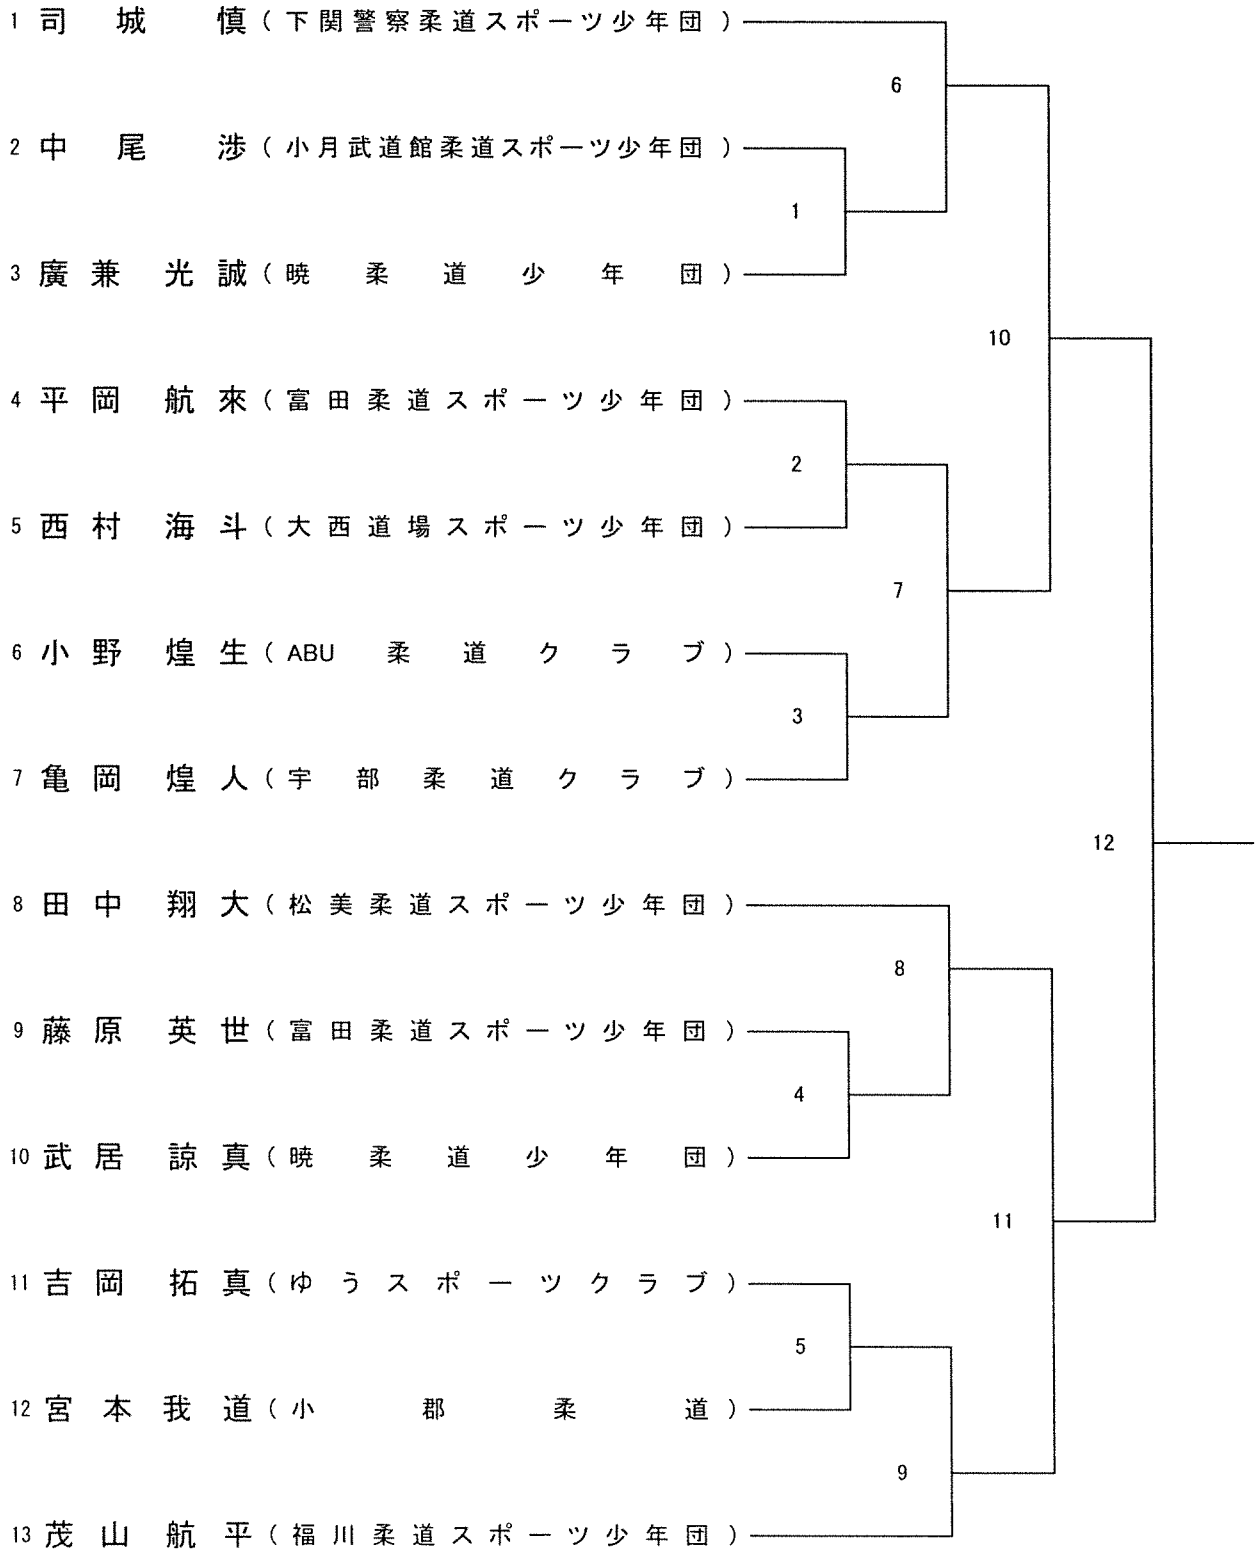 1 司城 慎 (下関警察柔道スポーツ少年団)
6
2 中尾 渉 (小月武道館柔道スポーツ少年団)
1
3 廣兼 光誠 (暁柔道少年団)
10
4 平岡 航來 (富田柔道スポーツ少年団)
2
5 西村 海斗 (大西道場スポーツ少年団)
7
6 小野 煌生 (ABU柔道クラブ)
3
7 亀岡 煌人 (宇部柔道クラブ)
12
8 田中 翔大 (松美柔道スポーツ少年団)
8
9 藤原 英世 (富田柔道スポーツ少年団)
4
10 武居 諒真 (暁柔道少年団)
11
11 吉岡 拓真 (ゆうスポーツクラブ)
5
12 宮本 我道 (小郡柔道)
9
13 茂山 航平 (福川柔道スポーツ少年団)